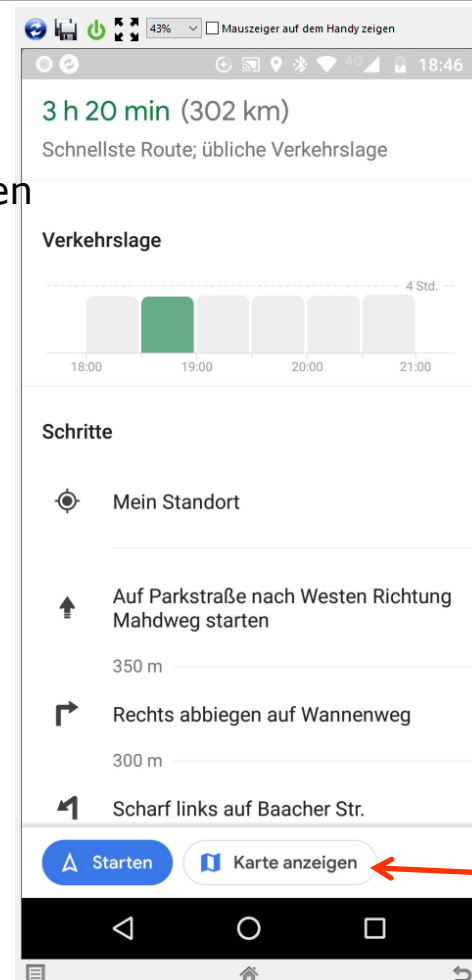 43%
Mauszeiger auf dem Handy zeigen
4G
18:46
3 h 20 min (302 km)
Schnellste Route; übliche Verkehrslage
en
Verkehrslage
4 Std.
18:00 19:00 20:00 21:00
Schritte
Mein Standort
Auf Parkstraße nach Westen Richtung
Mahdweg starten
350 m
Rechts abbiegen auf Wannenweg
300 m
Scharf links auf Baacher Str.
Starten
Karte anzeigen